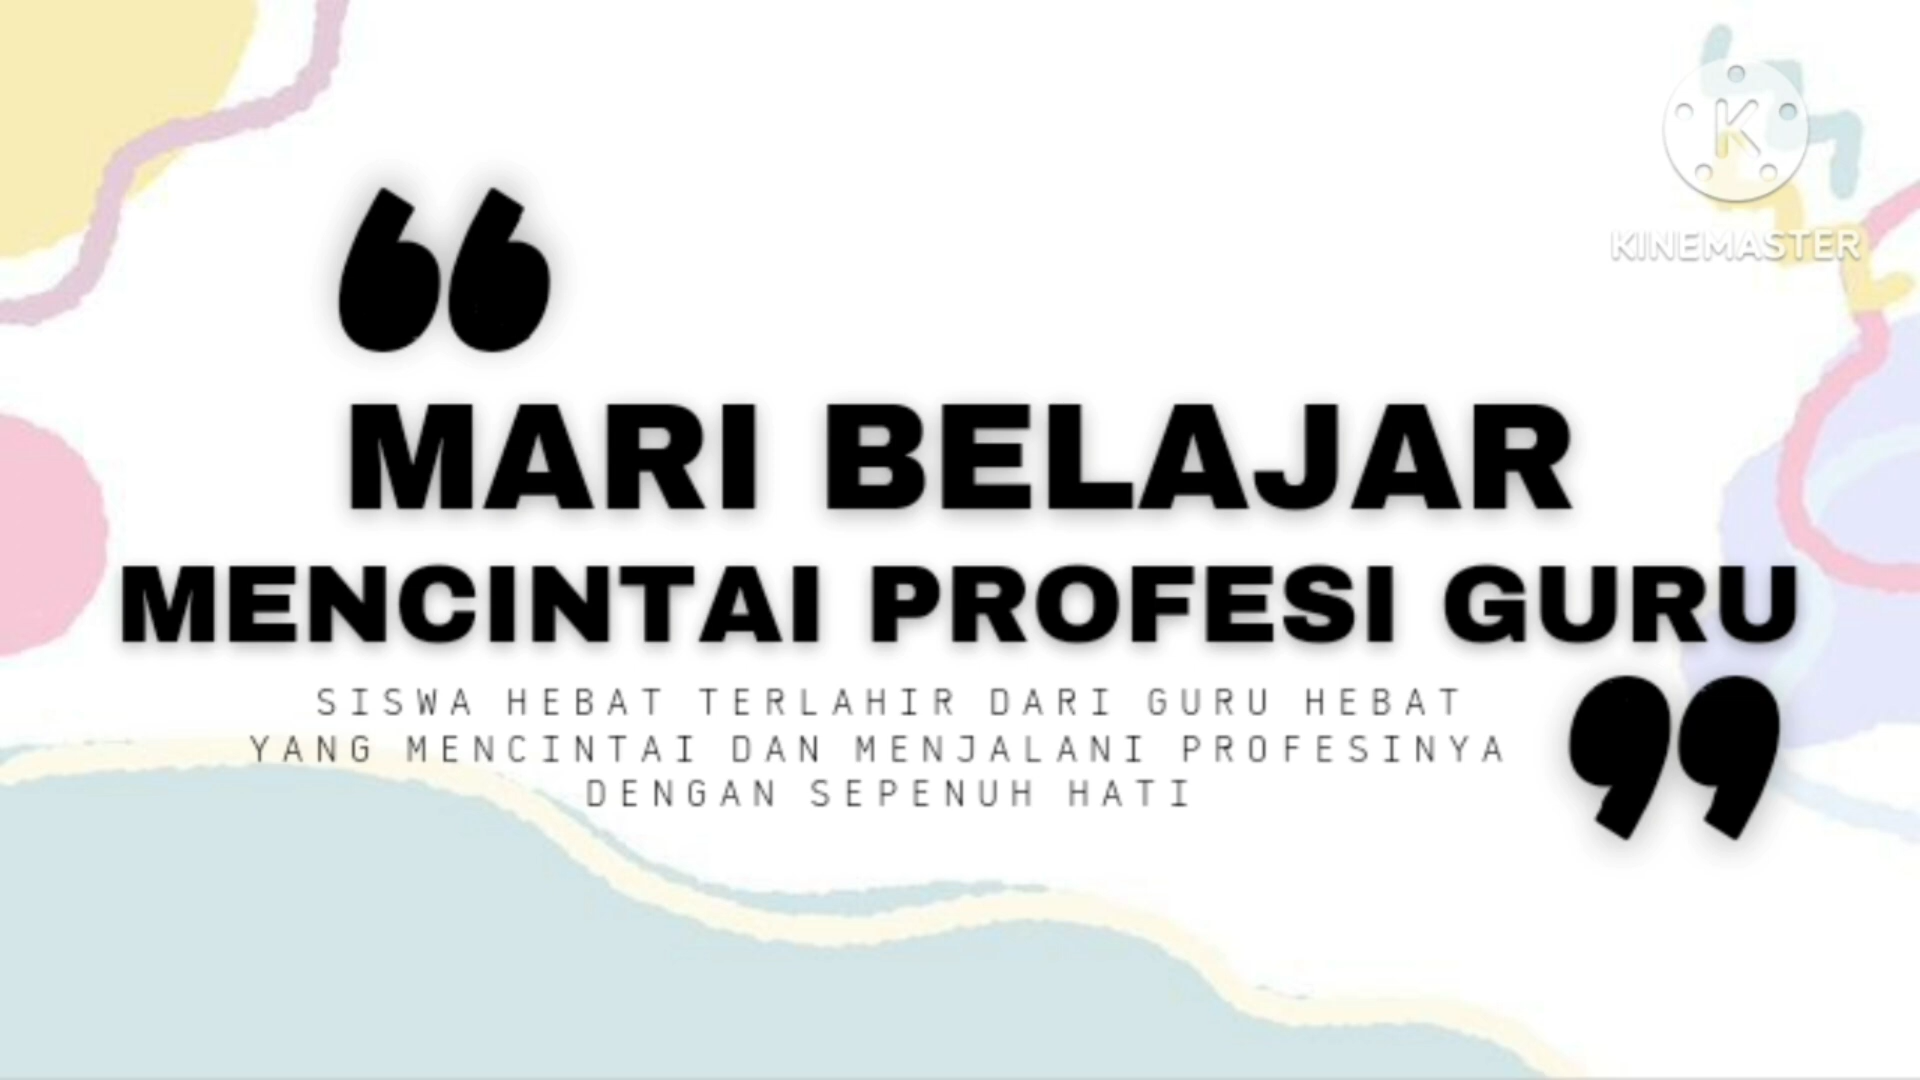 K
KINEMASTER
“
MARI BELAJAR
MENCINTAI PROFESI GURU
SISWA HEBAT TERLAHIR DARI GURU HEBAT
YANG MENCINTAI DAN MENJALANI PROFESINYA
DENGAN SEPENUH HATI
”